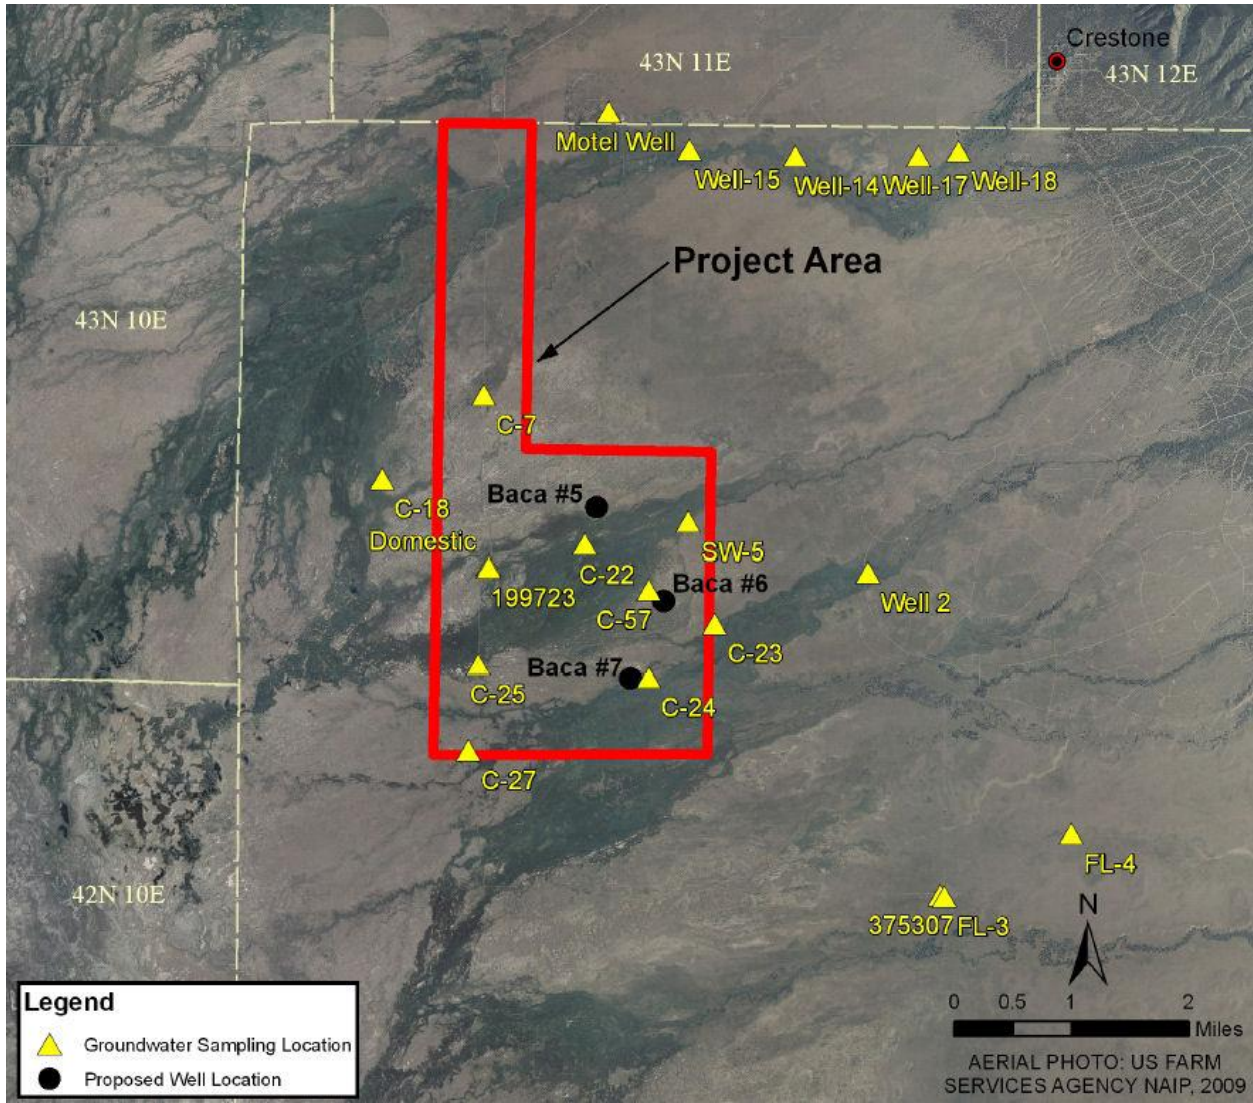 Crestone
43N 11E
43N 12E
Motel Well
Well-15
Well-14
Well-17
Well-18
Project Area
43N 10E
C-7
C-18
Domestic
Baca #5
SW-5
C-22
199723
Baca #6
C-57
Well 2
C-23
C-25
Baca #7
C-24
C-27
FL-4
42N 10E
375307
FL-3
N
0 0.5 1 2
Miles
AERIAL PHOTO: US FARM
SERVICES AGENCY NAIP, 2009
Legend
Groundwater Sampling Location
Proposed Well Location